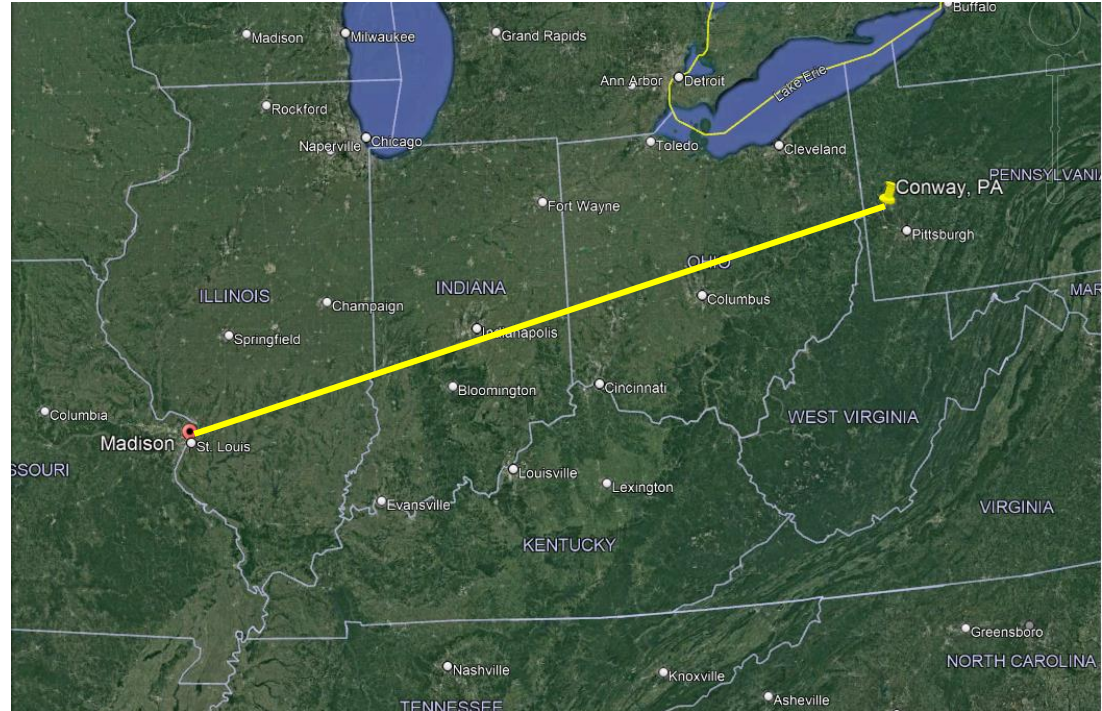 Buffalo
Madison
Milwaukee
Grand Rapids
Ann Arbor
Detroit
Lake Erie
Rockford
Naperville
Chicago
Toledo
Cleveland
PENNSYLVANIA
Conway, PA
Fort Wayne
Pittsburgh
OHIO
ILLINOIS
INDIANA
MAR
Champaign
Columbus
Springfield
Indianapolis
Bloomington
Cincinnati
Columbia
WEST VIRGINIA
Madison
St. Louis
SSOURI
Louisville
Lexington
Evansville
VIRGINIA
KENTUCKY
Greensboro
NORTH CAROLINA
Nashville
Knoxville
Asheville
TENNESSEE